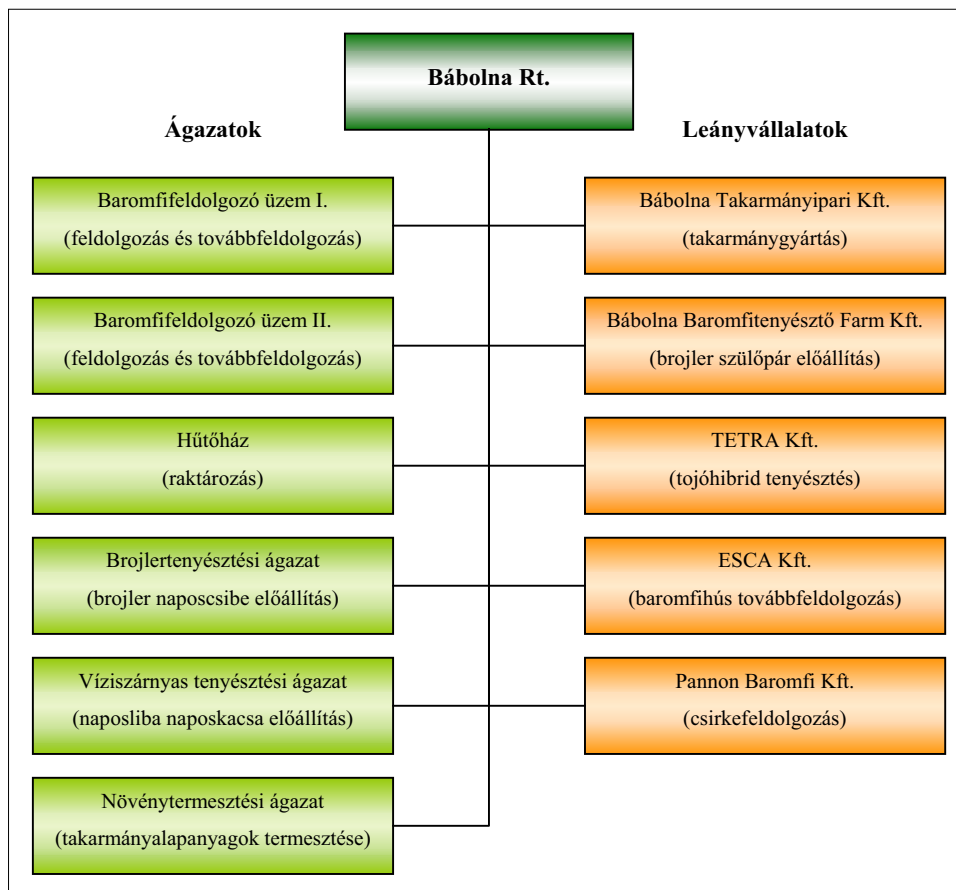 Bábolna Rt.
Ágazatok
Baromfifeldolgozó üzem I.
(feldolgozás és továbbfeldolgozás)
Baromfifeldolgozó üzem II.
(feldolgozás és továbbfeldolgozás)
Hűtőház
(raktározás)
Brojlertenyésztési ágazat
(brojler naposcsibe előállítás)
Víziszárnyas tenyésztési ágazat
(naposliba naposkacsa előállítás)
Növénytermesztési ágazat
(takarmányalapanyagok termesztése)
Leányvállalatok
Bábolna Takarmányipari Kft.
(takarmánygyártás)
Bábolna Baromfitenyésztő Farm Kft.
(brojler szülőpár előállítás)
TETRA Kft.
(tojóhibrid tenyésztés)
ESCA Kft.
(baromfihús továbbfeldolgozás)
Pannon Baromfi Kft.
(csirkefeldolgozás)